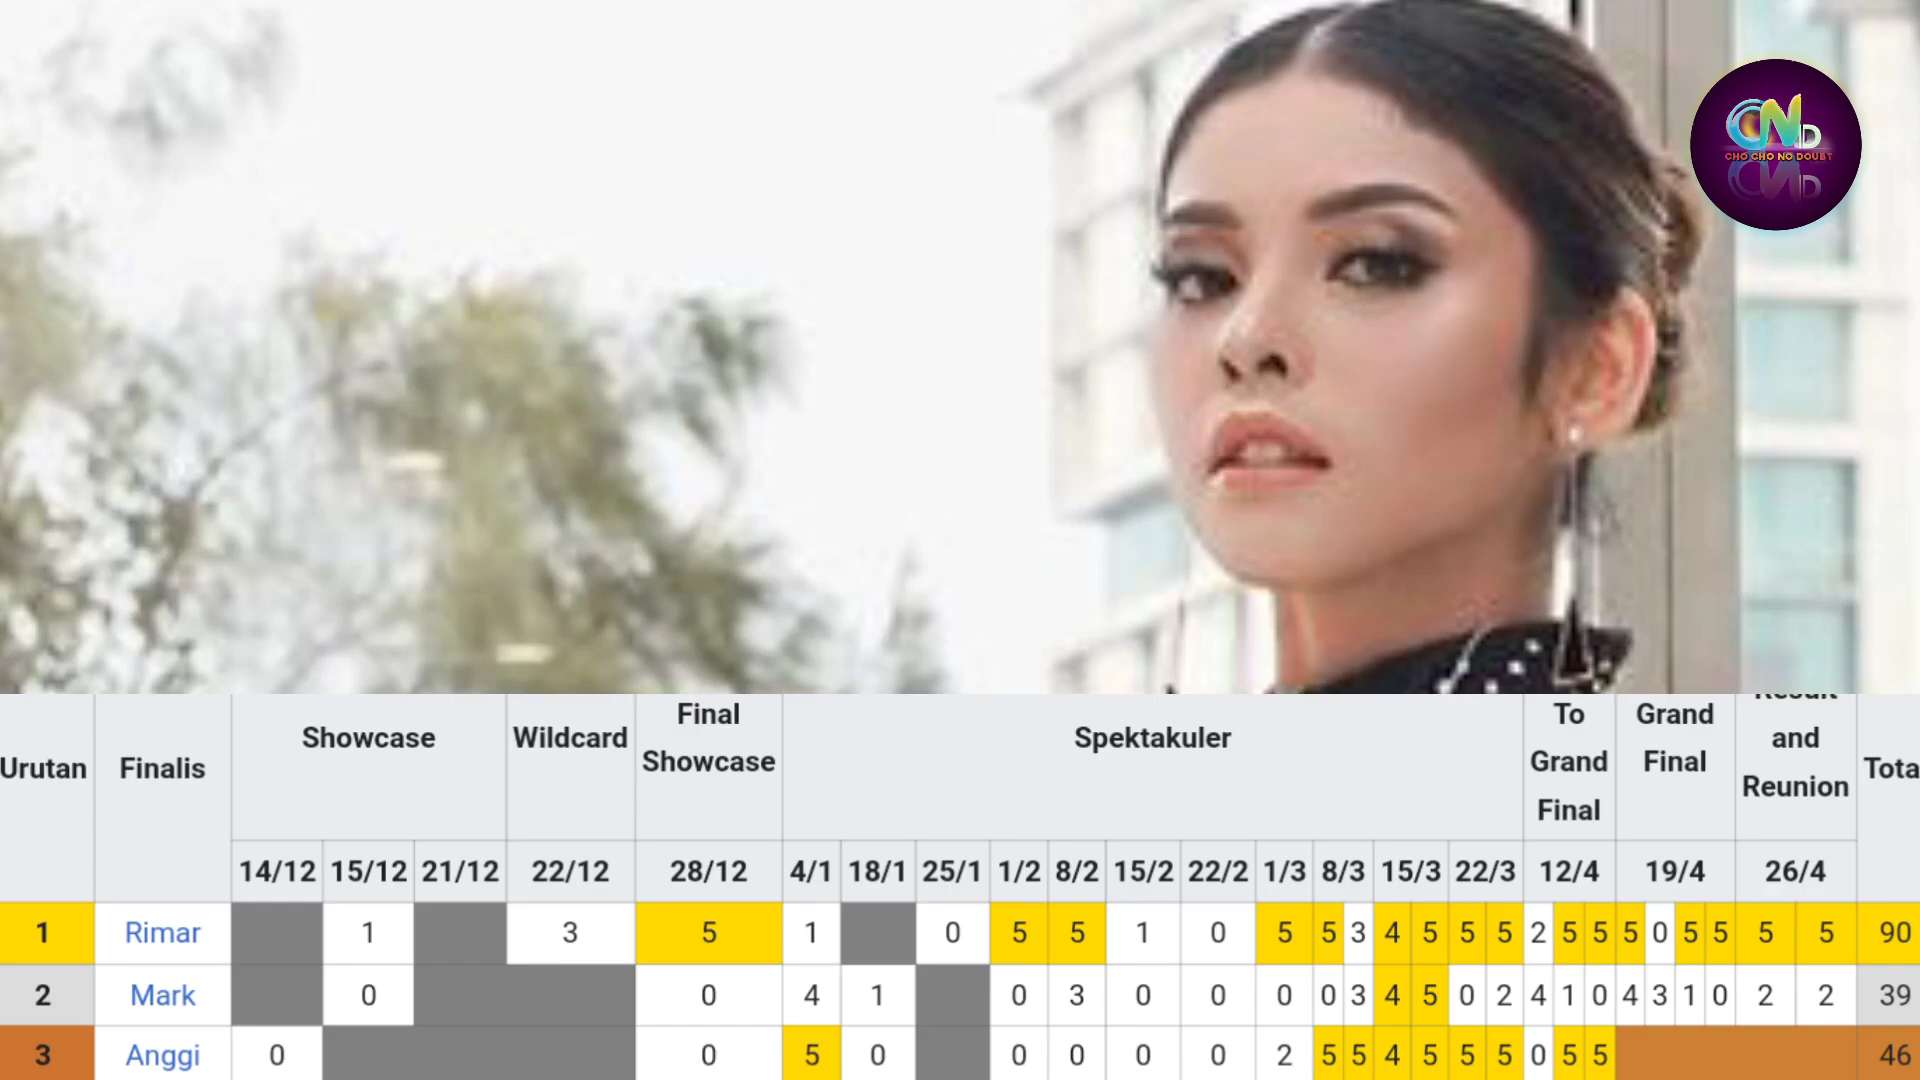 CND
CHO CHO NO DOUBT
Urutan Finalis Showcase Wildcard Final Showcase Spektakuler To Grand Final Grand Final Result and Reunion Tota
14/12 15/12 21/12 22/12 28/12 4/1 18/1 25/1 1/2 8/2 15/2 22/2 1/3 8/3 15/3 22/3 12/4 19/4 26/4
1 Rimar 1 3 5 1 0 5 5 1 0 5 5 3 4 5 5 5 2 5 5 5 0 5 5 5 5 90
2 Mark 0 0 4 1 0 3 0 0 0 0 3 4 5 0 2 4 1 0 4 3 1 0 2 2 39
3 Anggi 0 0 5 0 0 0 0 0 2 5 5 4 5 5 5 0 5 5 46